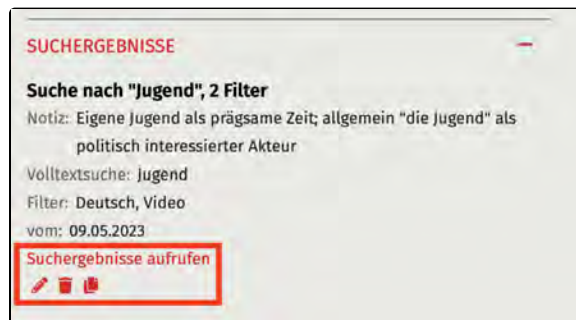 SUCHERGEBNISSE
Suche nach "Jugend", 2 Filter
Notiz: Eigene Jugend als prägsame Zeit; allgemein "die Jugend" als
politisch interessierter Akteur
Volltextsuche: Jugend
Filter: Deutsch, Video
vom: 09.05.2023
Suchergebnisse aufrufen